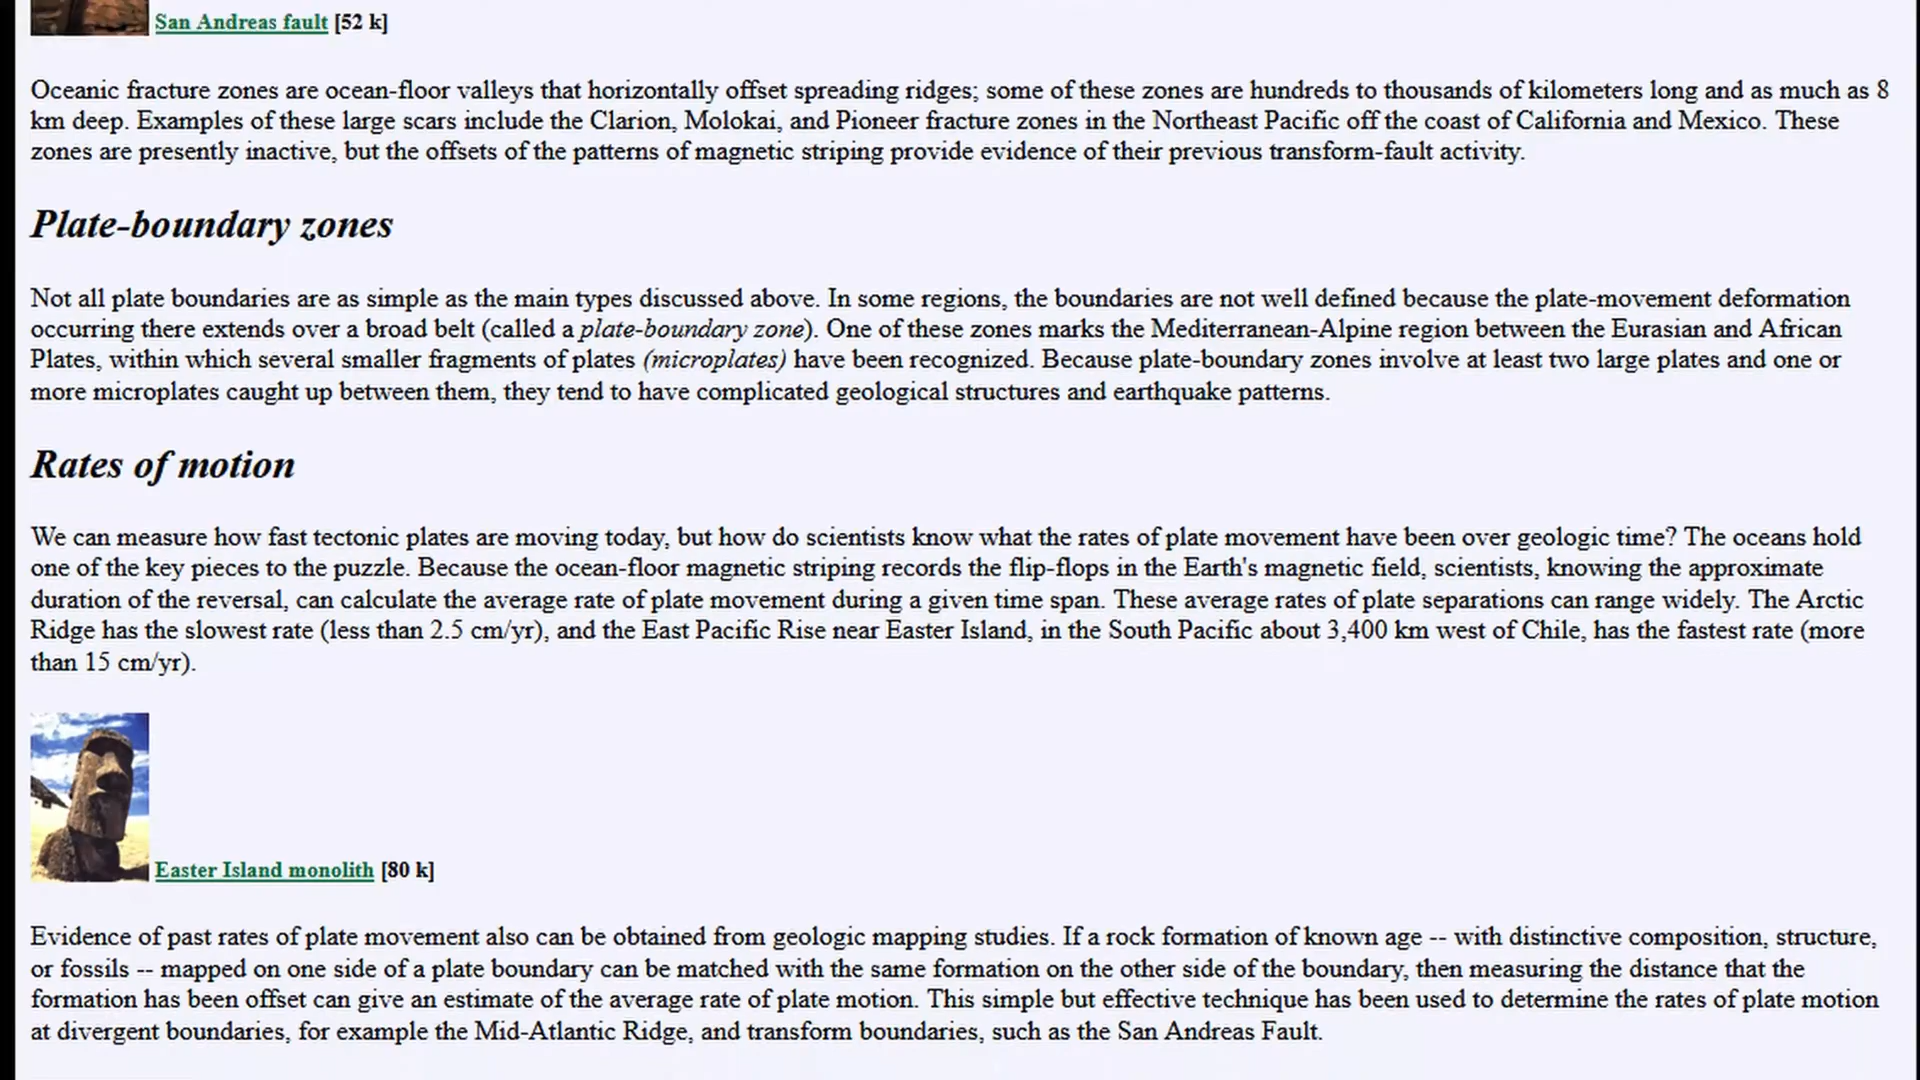 San Andreas fault [52 k]
Oceanic fracture zones are ocean-floor valleys that horizontally offset spreading ridges; some of these zones are hundreds to thousands of kilometers long and as much as 8
km deep. Examples of these large scars include the Clarion, Molokai, and Pioneer fracture zones in the Northeast Pacific off the coast of California and Mexico. These
zones are presently inactive, but the offsets of the patterns of magnetic striping provide evidence of their previous transform-fault activity.
Plate-boundary zones
Not all plate boundaries are as simple as the main types discussed above. In some regions, the boundaries are not well defined because the plate-movement deformation
occurring there extends over a broad belt (called a plate-boundary zone). One of these zones marks the Mediterranean-Alpine region between the Eurasian and African
Plates, within which several smaller fragments of plates (microplates) have been recognized. Because plate-boundary zones involve at least two large plates and one or
more microplates caught up between them, they tend to have complicated geological structures and earthquake patterns.
Rates of motion
We can measure how fast tectonic plates are moving today, but how do scientists know what the rates of plate movement have been over geologic time? The oceans hold
one of the key pieces to the puzzle. Because the ocean-floor magnetic striping records the flip-flops in the Earth's magnetic field, scientists, knowing the approximate
duration of the reversal, can calculate the average rate of plate movement during a given time span. These average rates of plate separations can range widely. The Arctic
Ridge has the slowest rate (less than 2.5 cm/yr), and the East Pacific Rise near Easter Island, in the South Pacific about 3,400 km west of Chile, has the fastest rate (more
than 15 cm/yr).
Easter Island monolith [80 k]
Evidence of past rates of plate movement also can be obtained from geologic mapping studies. If a rock formation of known age -- with distinctive composition, structure,
or fossils -- mapped on one side of a plate boundary can be matched with the same formation on the other side of the boundary, then measuring the distance that the
formation has been offset can give an estimate of the average rate of plate motion. This simple but effective technique has been used to determine the rates of plate motion
at divergent boundaries, for example the Mid-Atlantic Ridge, and transform boundaries, such as the San Andreas Fault.